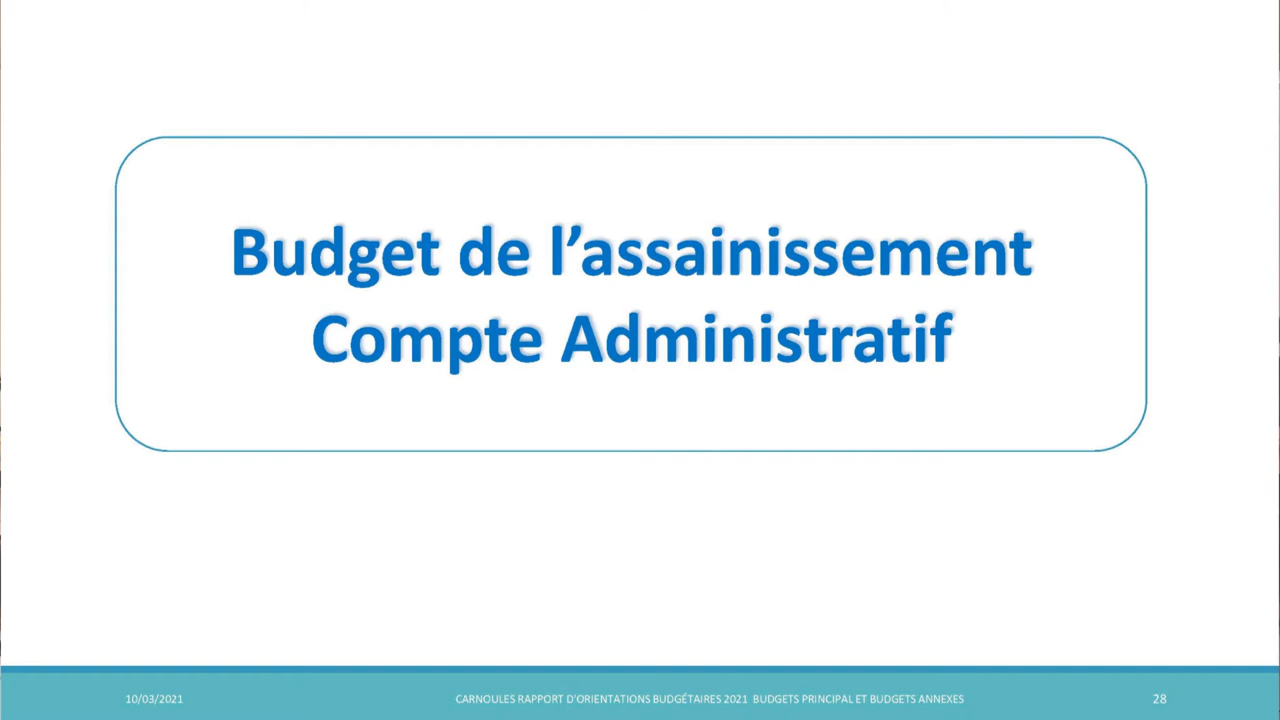 Budget de l’assainissement
Compte Administratif
10/03/2021
CARNOULES RAPPORT D'ORIENTATIONS BUDGÉTAIRES 2021 BUDGETS PRINCIPAL ET BUDGETS ANNEXES
28